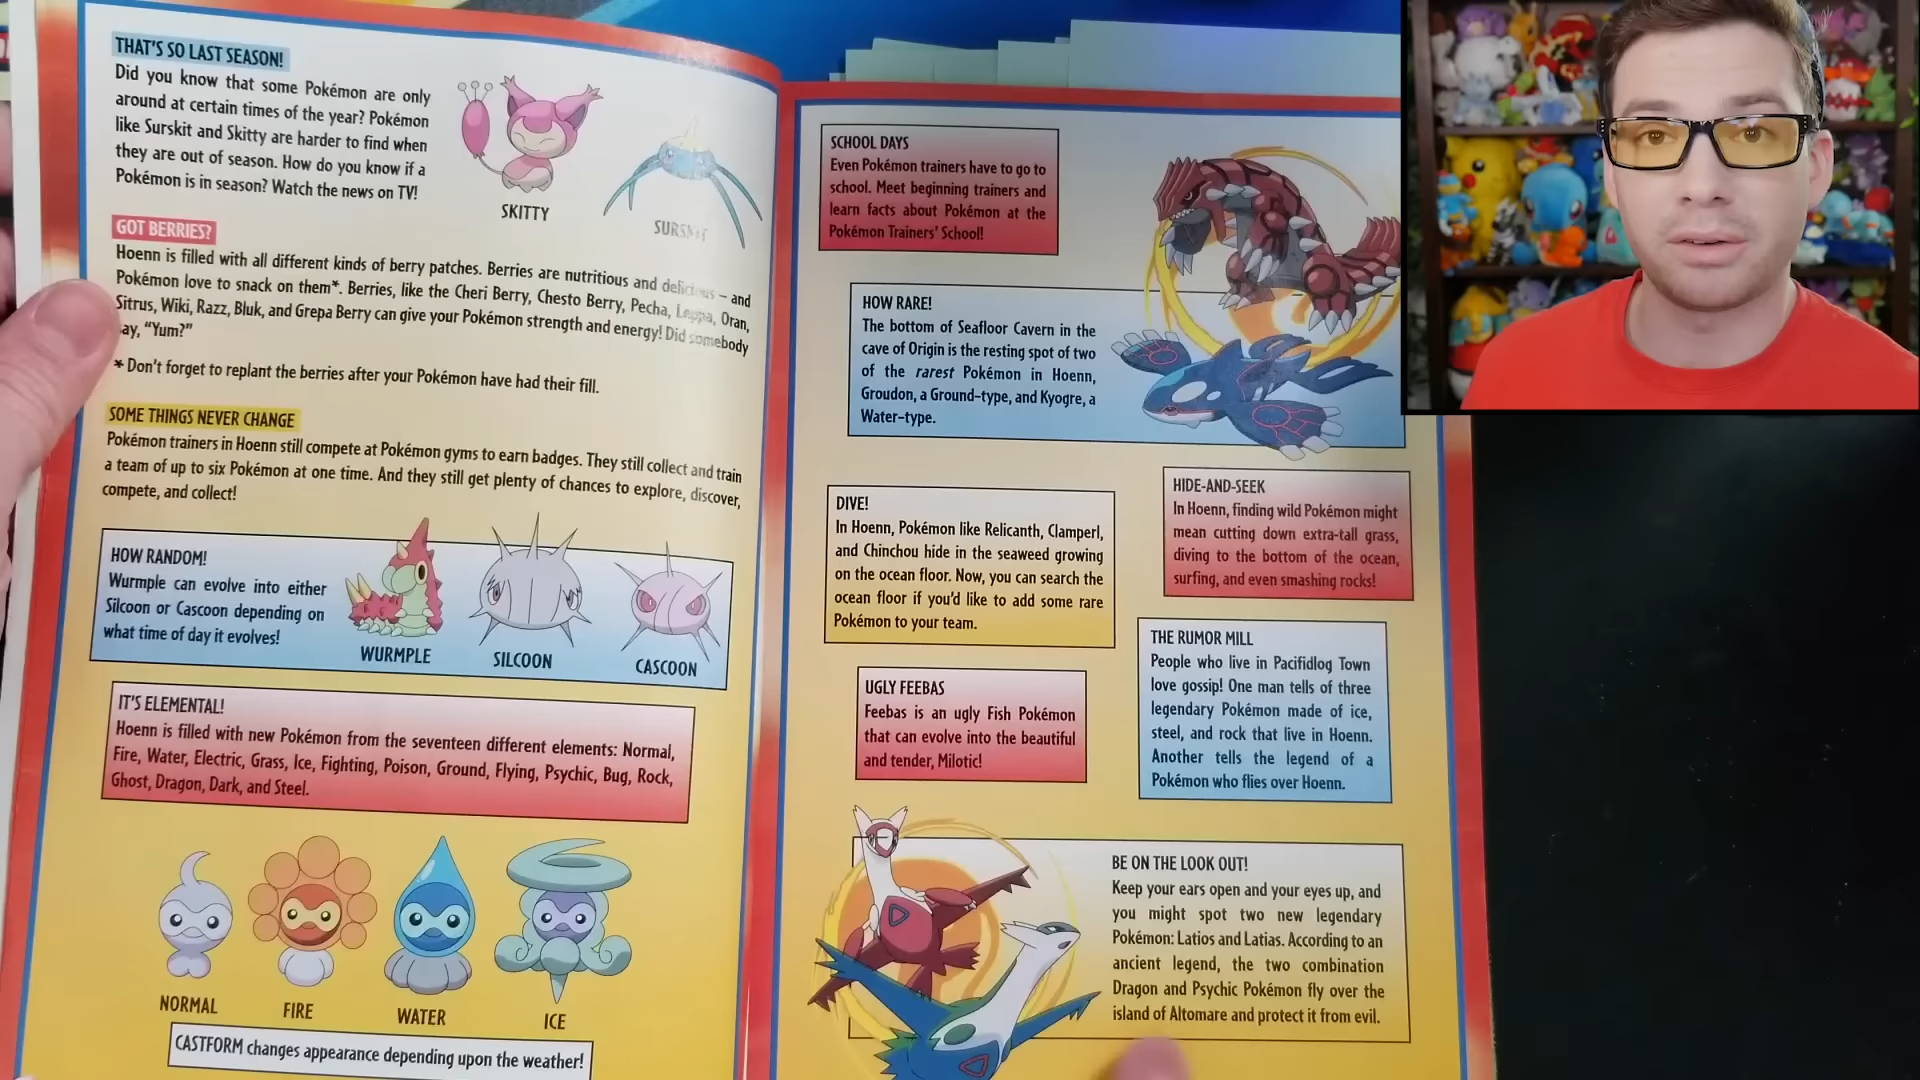 THAT'S SO LAST SEASON!
Did you know that some Pokémon are only
around at certain times of the year? Pokémon
like Surskit and Skitty are harder to find when
they are out of season. How do you know if a
Pokémon is in season? Watch the news on TV!
SKITTY
GOT BERRIES?
Hoenn is filled with all different kinds of berry patches. Berries are nutritious and delicious – and
Pokémon love to snack on them*. Berries, like the Cheri Berry, Chesto Berry, Pecha, Leppa, Oran,
Sitrus, Wiki, Razz, Bluk, and Grepa Berry can give your Pokémon strength and energy! Did somebody
ay, “Yum?”
* Don't forget to replant the berries after your Pokémon have had their fill.
SOME THINGS NEVER CHANGE
Pokémon trainers in Hoenn still compete at Pokémon gyms to earn badges. They still collect and train
a team of up to six Pokémon at one time. And they still get plenty of chances to explore, discover,
compete, and collect!
HOW RANDOM!
Wurmple can evolve into either
Silcoon or Cascoon depending on
what time of day it evolves!
WURMPLE
SILCOON
CASCOON
IT'S ELEMENTAL!
Hoenn is filled with new Pokémon from the seventeen different elements: Normal,
Fire, Water, Electric, Grass, Ice, Fighting, Poison, Ground, Flying, Psychic, Bug, Rock,
Ghost, Dragon, Dark, and Steel.
NORMAL
FIRE
WATER
ICE
CASTFORM changes appearance depending upon the weather!
SCHOOL DAYS
Even Pokémon trainers have to go to
school. Meet beginning trainers and
learn facts about Pokémon at the
Pokémon Trainers' School!
HOW RARE!
The bottom of Seafloor Cavern in the
cave of Origin is the resting spot of two
of the rarest Pokémon in Hoenn,
Groudon, a Ground-type, and Kyogre, a
Water-type.
DIVE!
In Hoenn, Pokémon like Relicanth, Clamperl,
and Chinchou hide in the seaweed growing
on the ocean floor. Now, you can search the
ocean floor if you'd like to add some rare
Pokémon to your team.
HIDE-AND-SEEK
In Hoenn, finding wild Pokémon might
mean cutting down extra-tall grass,
diving to the bottom of the ocean,
surfing, and even smashing rocks!
UGLY FEEBAS
Feebas is an ugly Fish Pokémon
that can evolve into the beautiful
and tender, Milotic!
THE RUMOR MILL
People who live in Pacifidlog Town
love gossip! One man tells of three
legendary Pokémon made of ice,
steel, and rock that live in Hoenn.
Another tells the legend of a
Pokémon who flies over Hoenn.
BE ON THE LOOK OUT!
Keep your ears open and your eyes up, and
you might spot two new legendary
Pokémon: Latios and Latias. According to an
ancient legend, the two combination
Dragon and Psychic Pokémon fly over the
island of Altomare and protect it from evil.